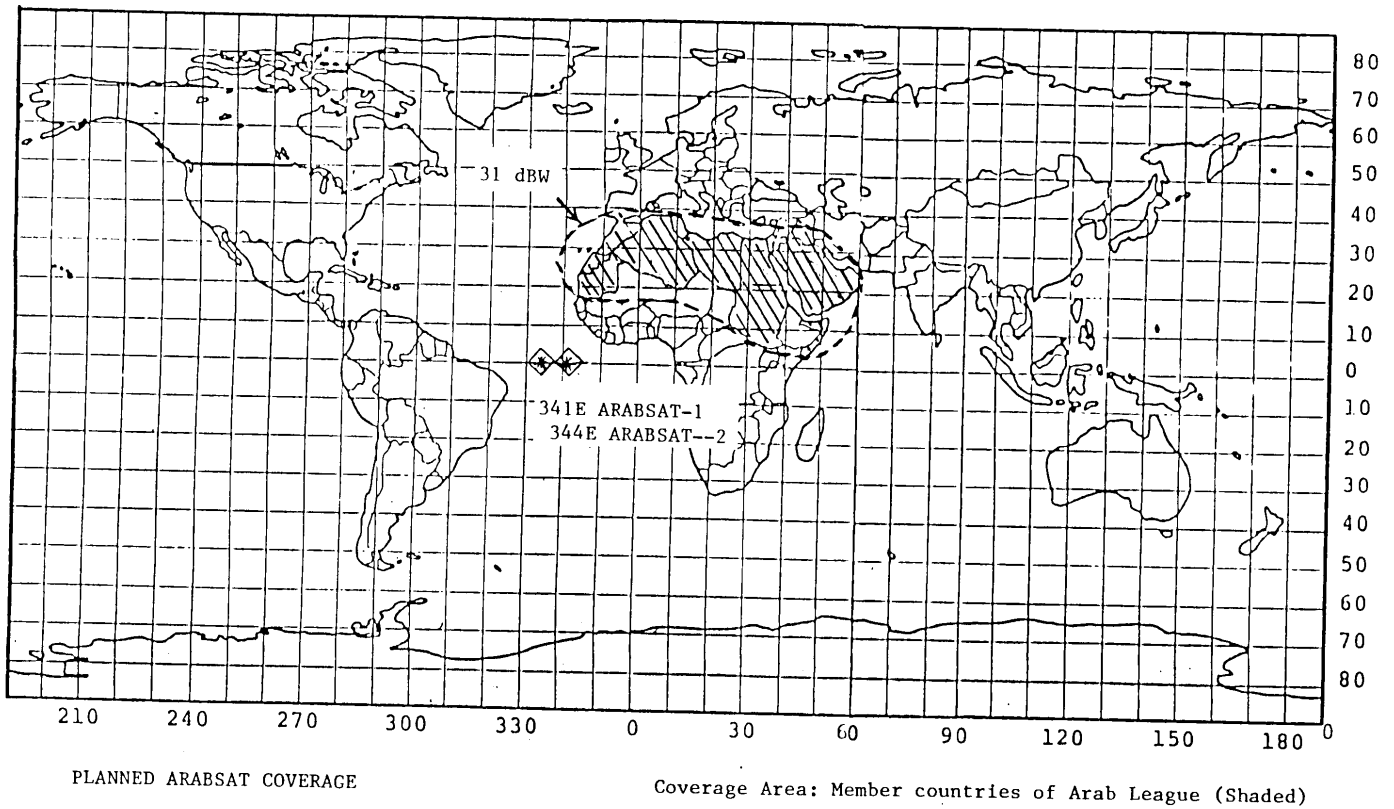 80
70
60
50
40
30
20
10
0
10
20
30
40
50
60
70
80
31 dBW
341E ARABSAT-1
344E ARABSAT--2
210 240 270 300 330 0 30 60 90 120 150 180 0
PLANNED ARABSAT COVERAGE
Coverage Area: Member countries of Arab League (Shaded)